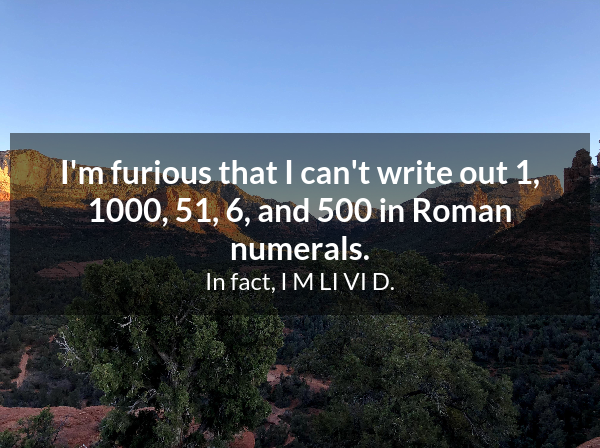 I'm furious that I can't write out 1,
1000, 51, 6, and 500 in Roman
numerals.
In fact, I M LI VI D.